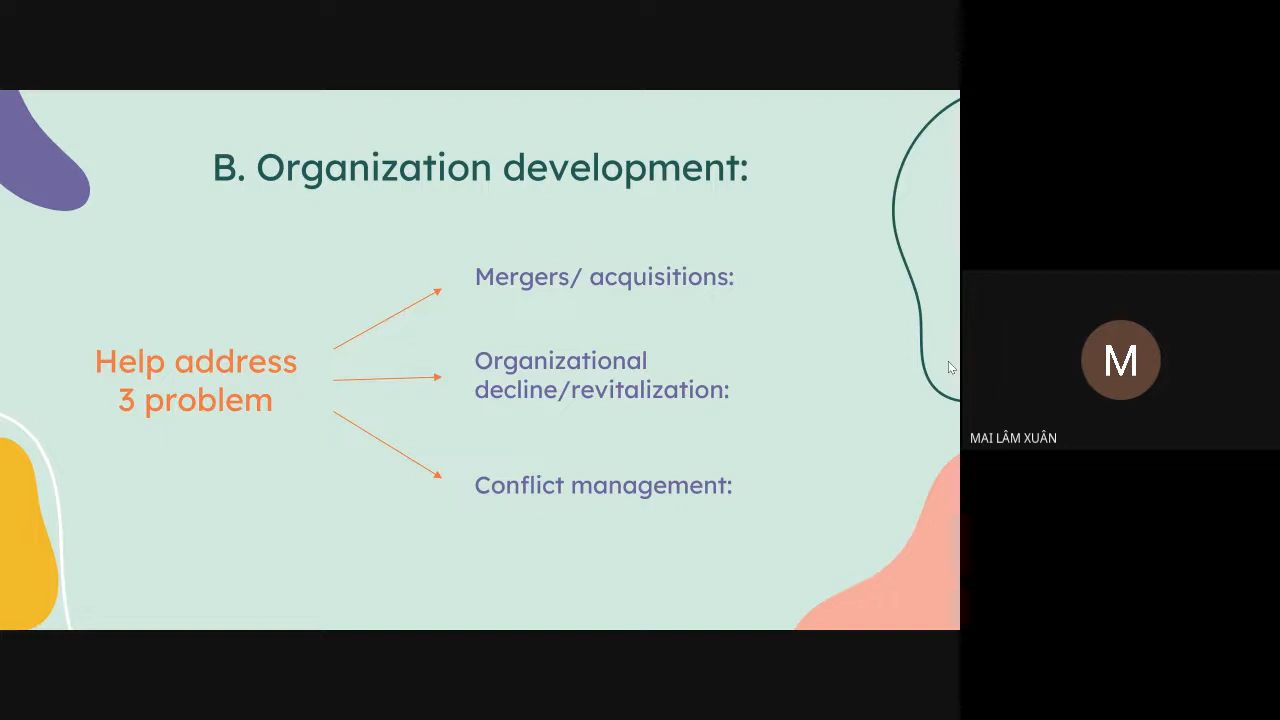 B. Organization development:
Mergers/ acquisitions:
Help address
3 problem
Organizational
decline/revitalization:
Conflict management:
M
MAI LÂM XUÂN